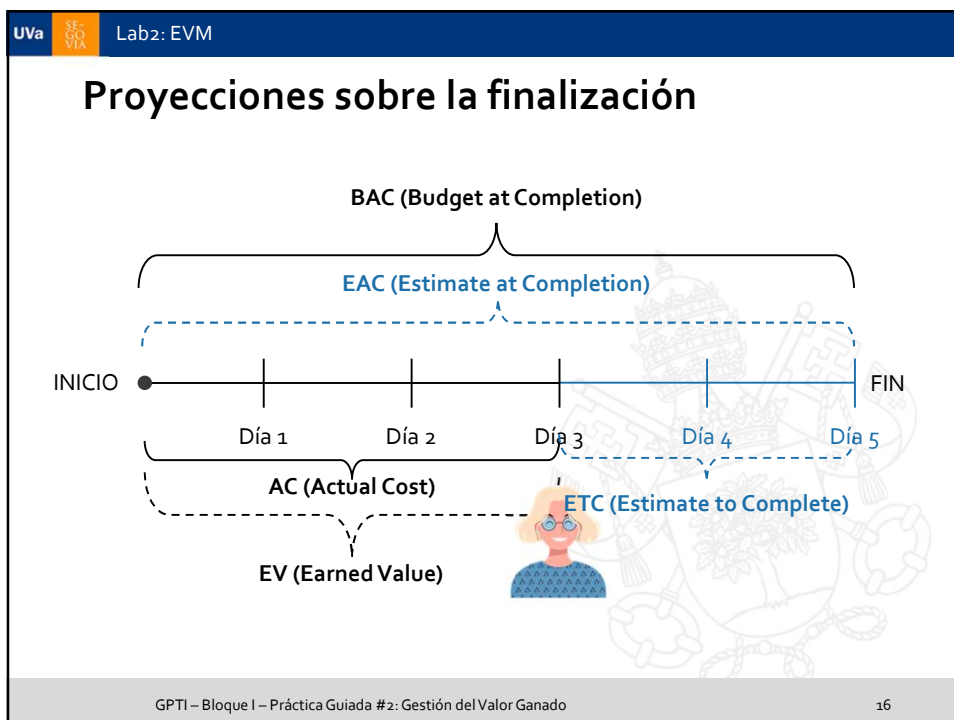 UVa
SE-
GO
VIA
Lab2: EVM
Proyecciones sobre la finalización
BAC (Budget at Completion)
EAC (Estimate at Completion)
INICIO
FIN
Día 1
Día 2
Día 3
Día 4
Día 5
AC (Actual Cost)
ETC (Estimate to Complete)
EV (Earned Value)
GPTI – Bloque I – Práctica Guiada #2: Gestión del Valor Ganado
16